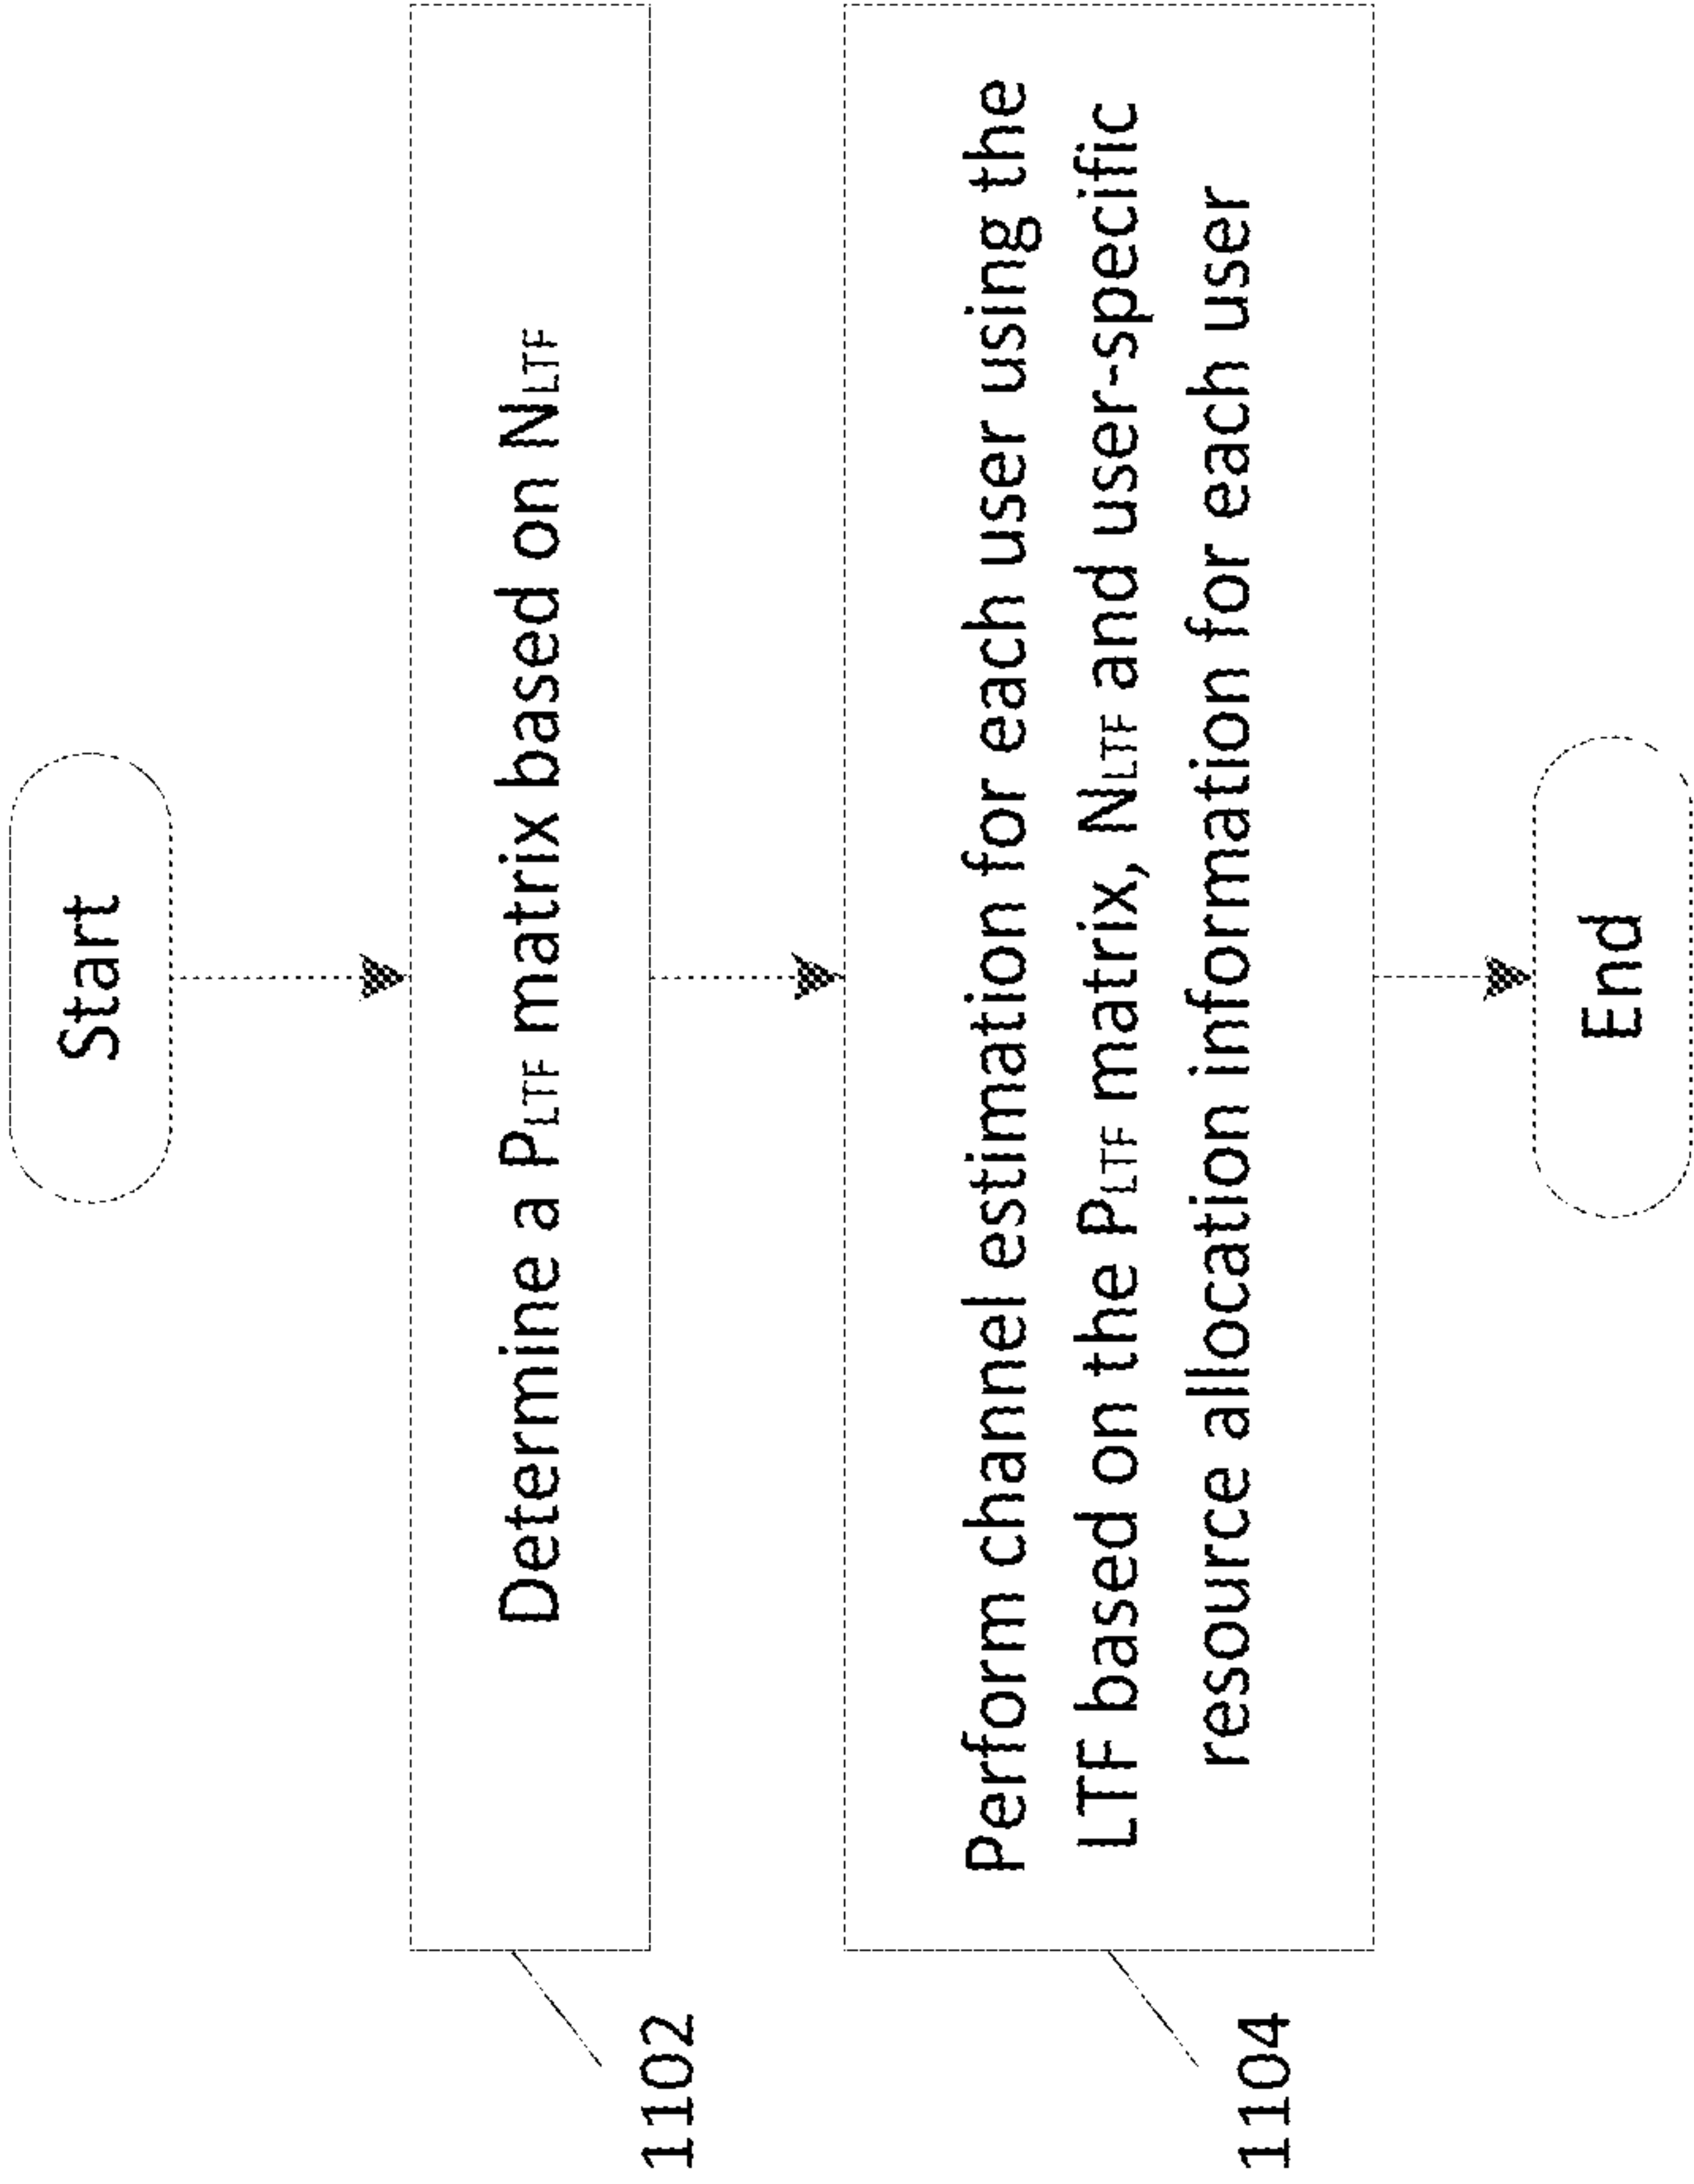 Start
Determine a PLTF matrix based on NLTF
1102
Perform channel estimation for each user using the
LTF based on the PLTF matrix, NLTF and user-specific
resource allocation information for each user
1104
End